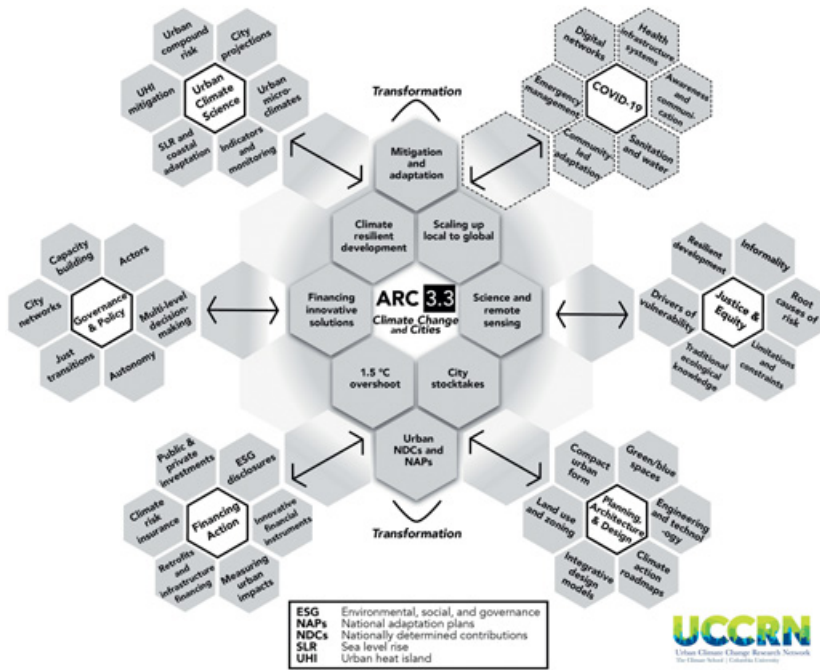 Urban
compound
risk
City
projections
UHI
mitigation
Urban
Climate
Science
Urban
micro-
climates
SLR and
coastal
adaptation
Indicators
and
monitoring
Digital
networks
Health
infrastructure
systems
Emergency
management
COVID-19
Awareness
and
communi-
cation
Community-
led
adaptation
Sanitation
and water
Transformation
Mitigation
and
adaptation
Climate
resilient
development
Scaling up
local to
global
Financing
innovative
solutions
ARC 3.3
Climate Change
and Cities
Science and
remote
sensing
1.5 °C
overshoot
City
stocktakes
Urban
NDCs and
NAPs
Transformation
Capacity
building
Actors
City
networks
Governance
& Policy
Multi-level
decision-
making
Just
transitions
Autonomy
Resilient
development
Informality
Drivers of
vulnerability
Justice &
Equity
Root
causes of
risk
Traditional
ecological
knowledge
Limitations
and
constraints
Public &
private
investments
ESG
disclosures
Climate
risk
insurance
Financing
Action
Innovative
financial
instruments
Retrofits and
infrastructure
financing
Measuring
urban
impacts
Compact
urban
form
Green/blue
spaces
Land use
and zoning
Planning,
Architecture
& Design
Engineering
and technol
-ogy
Integrative
design
models
Climate
action
roadmaps
ESG Environmental, social, and governance
NAPs National adaptation plans
NDCs Nationally determined contributions
SLR Sea level rise
UHI Urban heat island
UCCRN
Urban Climate Change Research Network
The Climate School | Columbia University